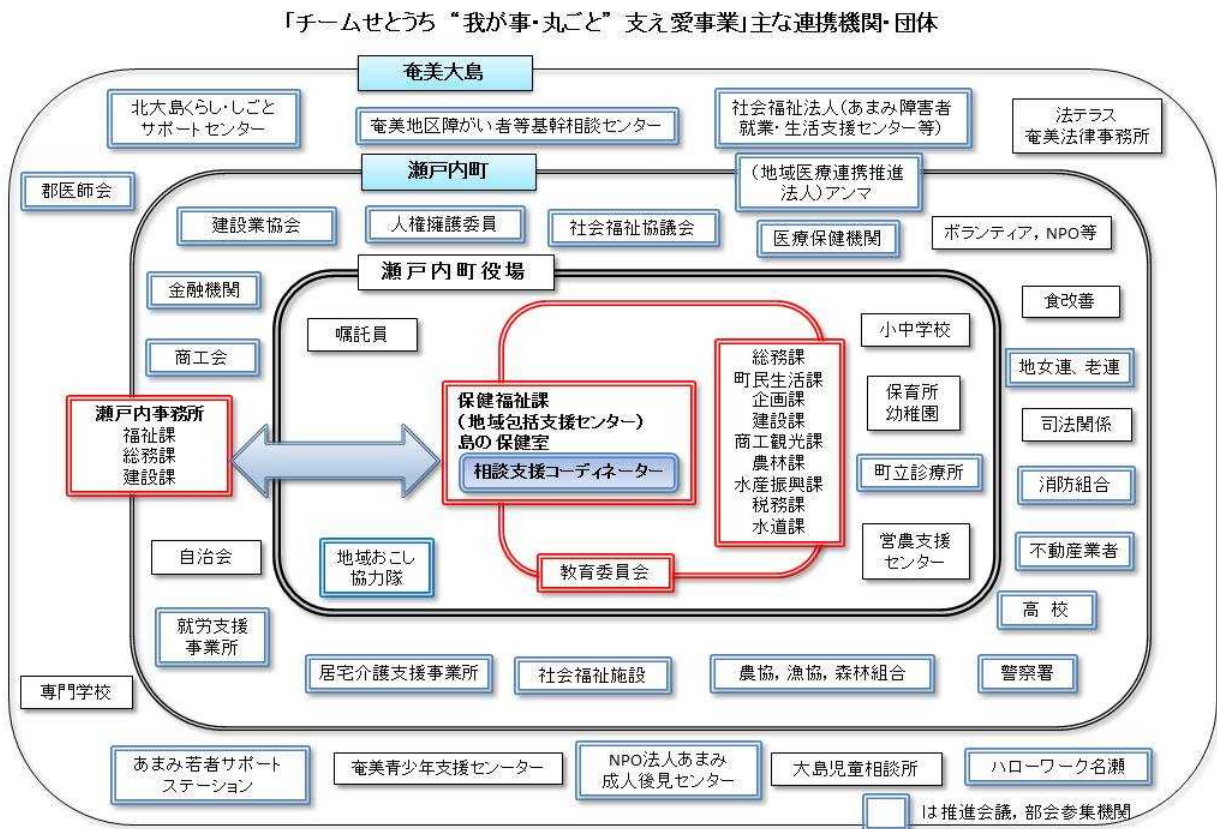 「チームせとうち “我が事・丸ごと” 支え愛事業」主な連携機関・団体
奄美大島
北大島くらし・しごと
サポートセンター
奄美地区障がい者等基幹相談センター
社会福祉法人(あまみ障害者
就業・生活支援センター等)
法テラス
奄美法律事務所
郡医師会
瀬戸内町
(地域医療連携推進
法人)アンマ
建設業協会
人権擁護委員
社会福祉協議会
医療保健機関
ボランティア,NPO等
瀬戸内町役場
金融機関
食改善
嘱託員
小中学校
商工会
地女連、老連
総務課
町民生活課
企画課
建設課
商工観光課
農林課
水産振興課
税務課
水道課
保育所
幼稚園
瀬戸内事務所
福祉課
総務課
建設課
保健福祉課
(地域包括支援センター)
島の保健室
相談支援コーディネーター
司法関係
町立診療所
消防組合
自治会
地域おこし
協力隊
教育委員会
営農支援
センター
不動産業者
高 校
就労支援
事業所
居宅介護支援事業所
社会福祉施設
農協,漁協,森林組合
警察署
専門学校
あまみ若者サポート
ステーション
奄美青少年支援センーター
NPO法人あまみ
成人後見センター
大島児童相談所
ハローワーク名瀬
は推進会議,部会参集機関